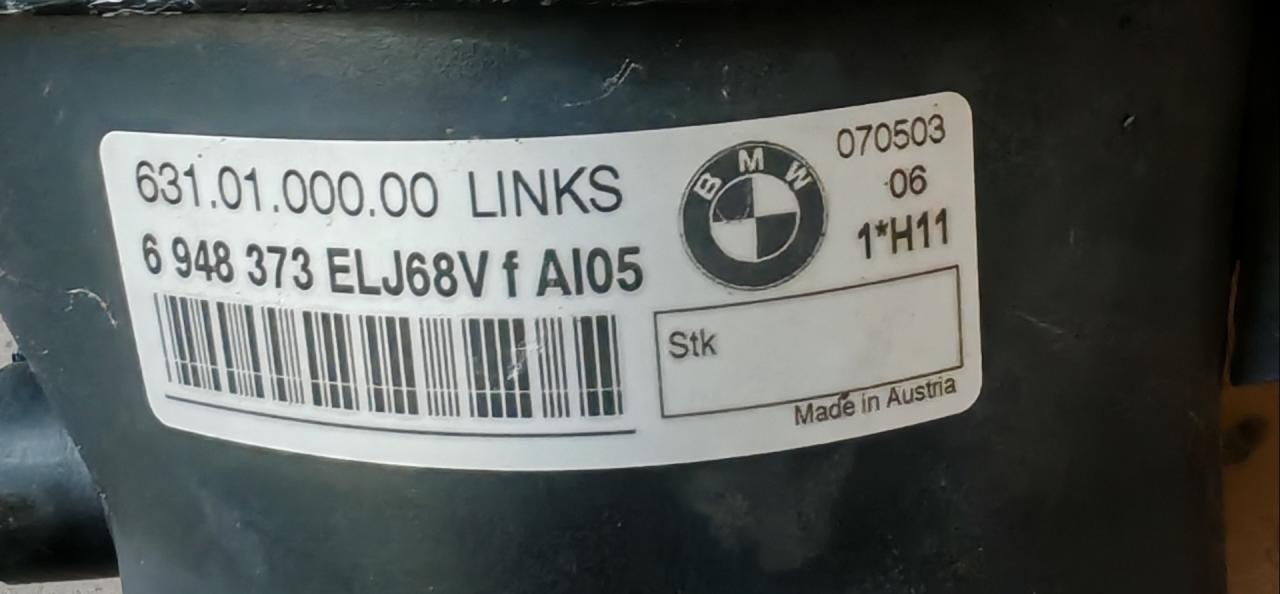 631.01.000.00 LINKS
6 948 373 ELJ68V f AI05
BMW
070503
06
1*H11
Stk
Made in Austria